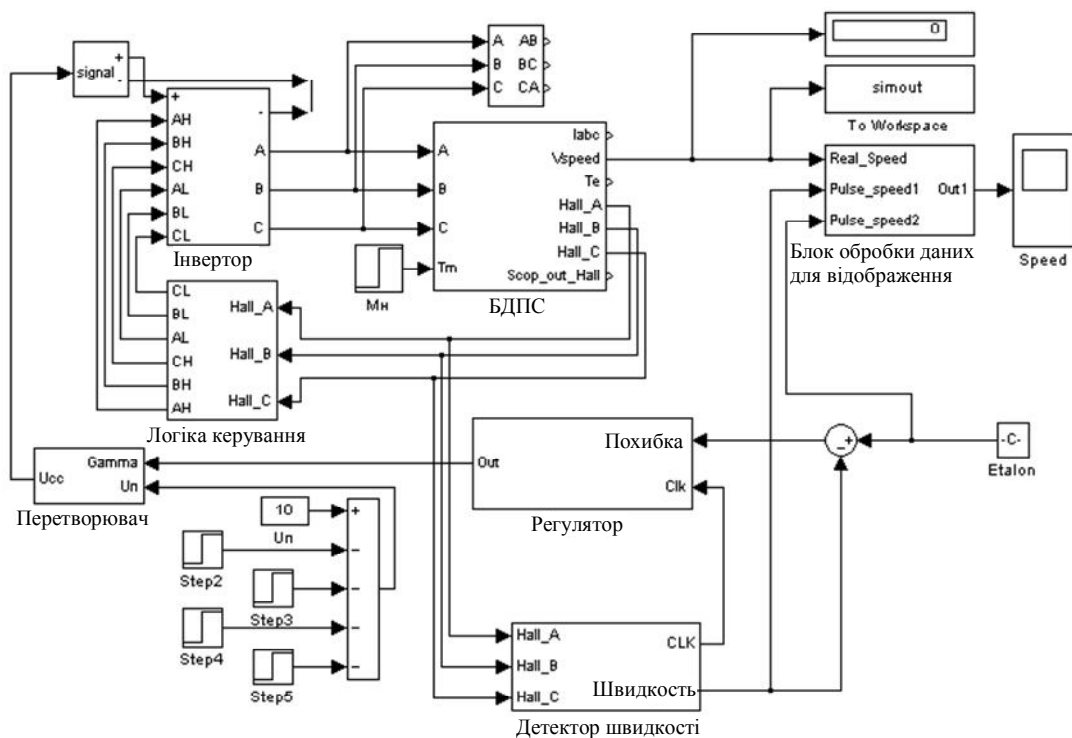 signal
+
-
+
AH
BH
CH
AL
BL
CL
-
A
B
C
Інвертор
A
B
C
AB
BC
CA
A
B
C
Tm
Iabc
Vspeed
Te
Hall_A
Hall_B
Hall_C
Scop_out_Hall
БДПС
Мн
0
simout
To Workspace
Real_Speed
Pulse_speed1
Pulse_speed2
Out1
Блок обробки даних
для відображення
Speed
CL
BL
AL
CH
BH
AH
Hall_A
Hall_B
Hall_C
Логіка керування
Gamma
Ucc
Un
Перетворювач
Out
Похибка
Clk
Регулятор
-
+
-C-
Etalon
10
Un
+
-
-
-
-
Step2
Step3
Step4
Step5
Hall_A
Hall_B
Hall_C
CLK
Швидкость
Детектор швидкості